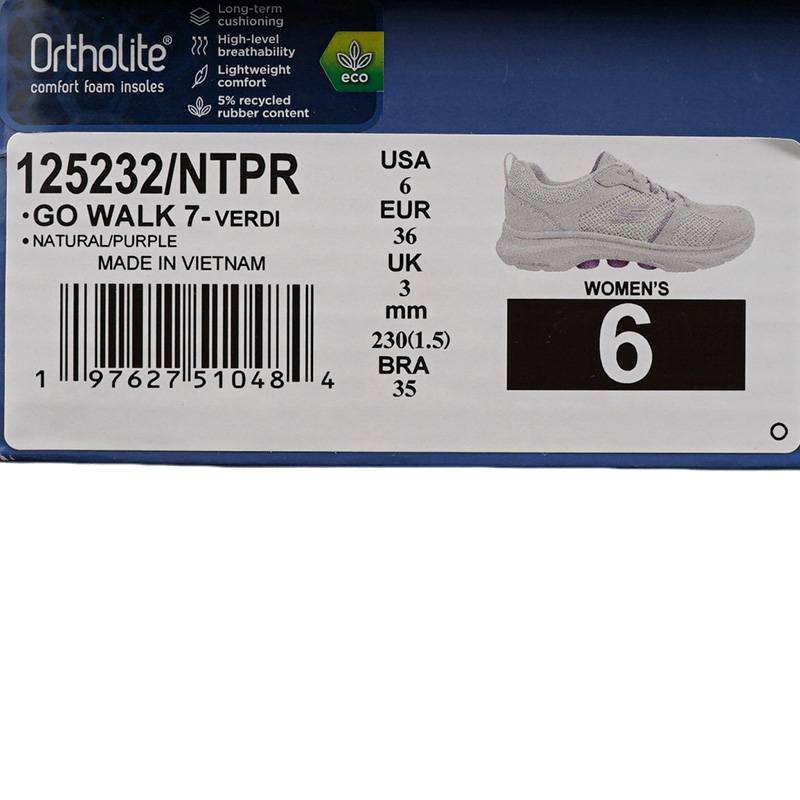 Ortholite®
comfort foam insoles
Long-term
cushioning
High-level
breathability
Lightweight
comfort
5% recycled
rubber content
eco
125232/NTPR
•GO WALK 7-VERDI
•NATURAL/PURPLE
MADE IN VIETNAM
1 97627 51048 4
USA
6
EUR
36
UK
3
mm
230(1.5)
BRA
35
WOMEN'S
6